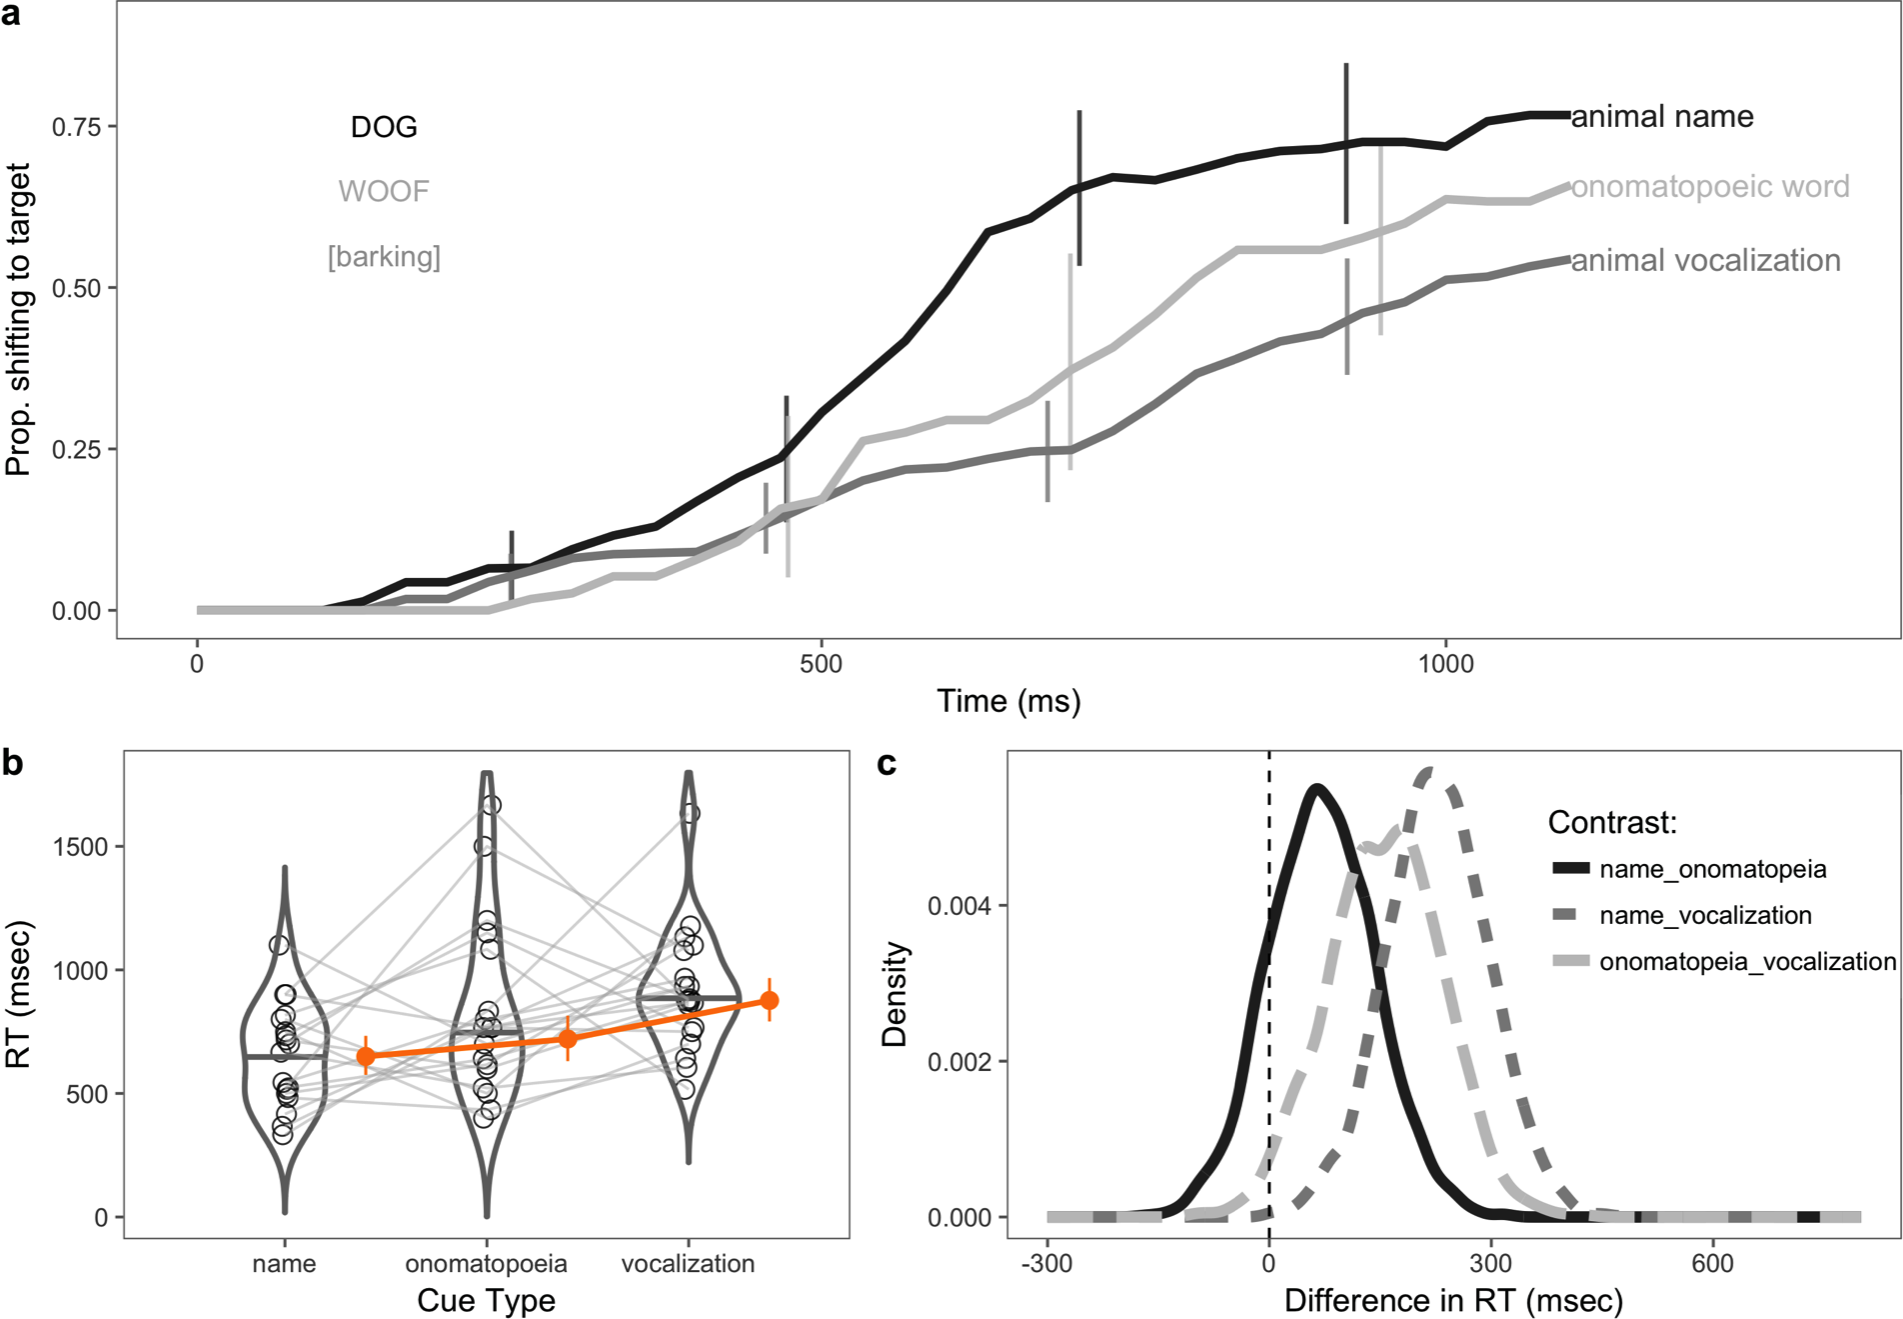 a
Prop. shifting to target
0.75
0.50
0.25
0.00
DOG
WOOF
[barking]
animal name
onomatopoeic word
animal vocalization
0
500
1000
Time (ms)
b
RT (msec)
1500
1000
500
0
name
onomatopoeia
vocalization
Cue Type
c
Density
0.004
0.002
0.000
Contrast:
name_onomatopeia
name_vocalization
onomatopeia_vocalization
-300
0
300
600
Difference in RT (msec)